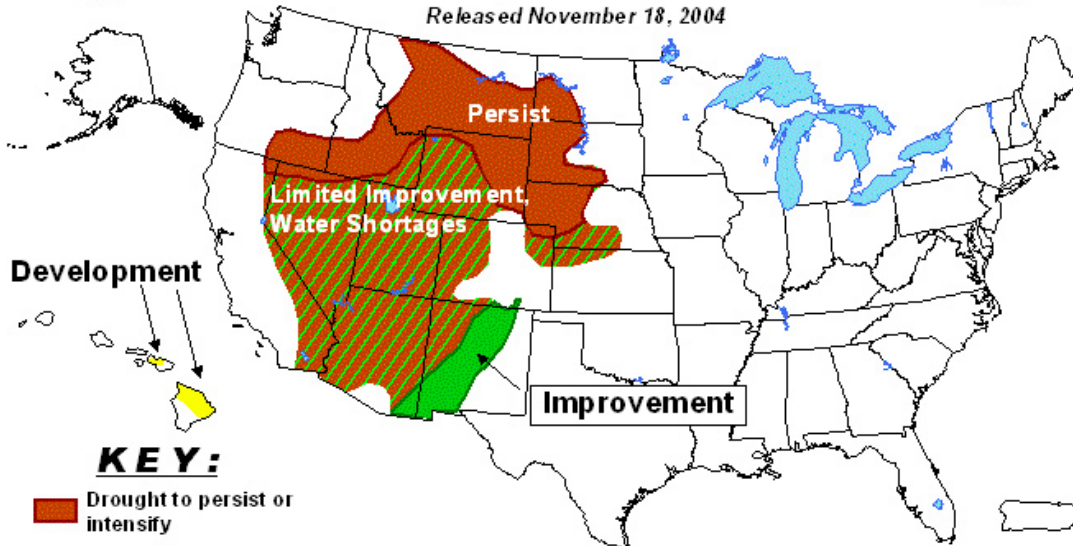 Released November 18, 2004
Persist
Limited Improvement,
Water Shortages
Development
Improvement
KEY:
Drought to persist or
intensify